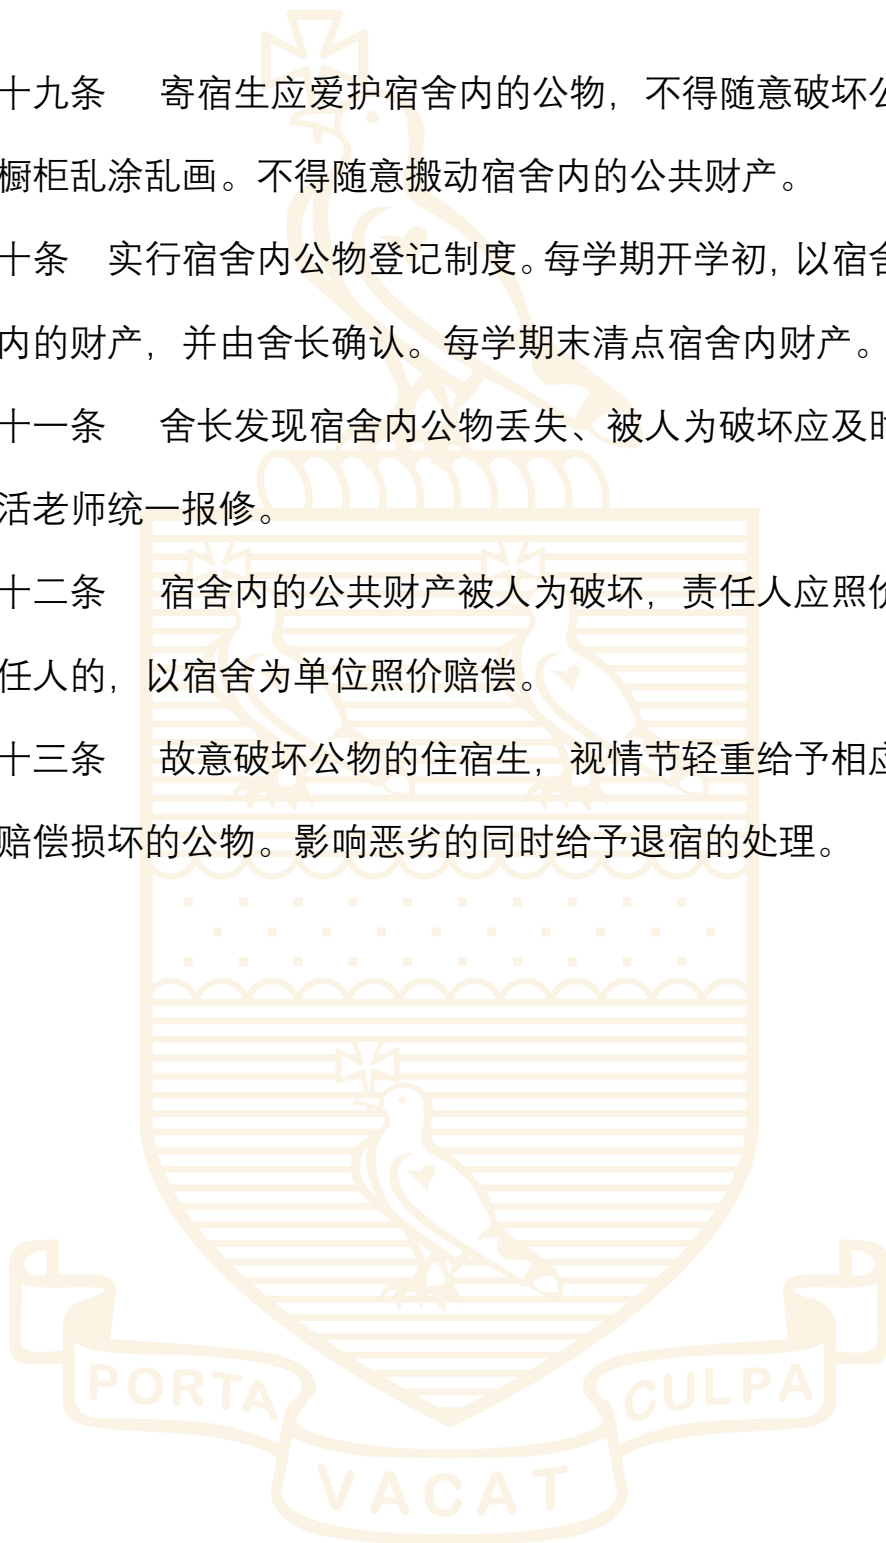 十九条 寄宿生应爱护宿舍内的公物，不得随意破坏公
橱柜乱涂乱画。不得随意搬动宿舍内的公共财产。
十条 实行宿舍内公物登记制度。每学期开学初，以宿舍
内的财产，并由舍长确认。每学期末清点宿舍内财产。
十一条 舍长发现宿舍内公物丢失、被人为破坏应及时
活老师统一报修。
十二条 宿舍内的公共财产被人为破坏，责任人应照价
任人的，以宿舍为单位照价赔偿。
十三条 故意破坏公物的住宿生，视情节轻重给予相应
赔偿损坏的公物。影响恶劣的同时给予退宿的处理。
PORTA
VACAT
CULPA